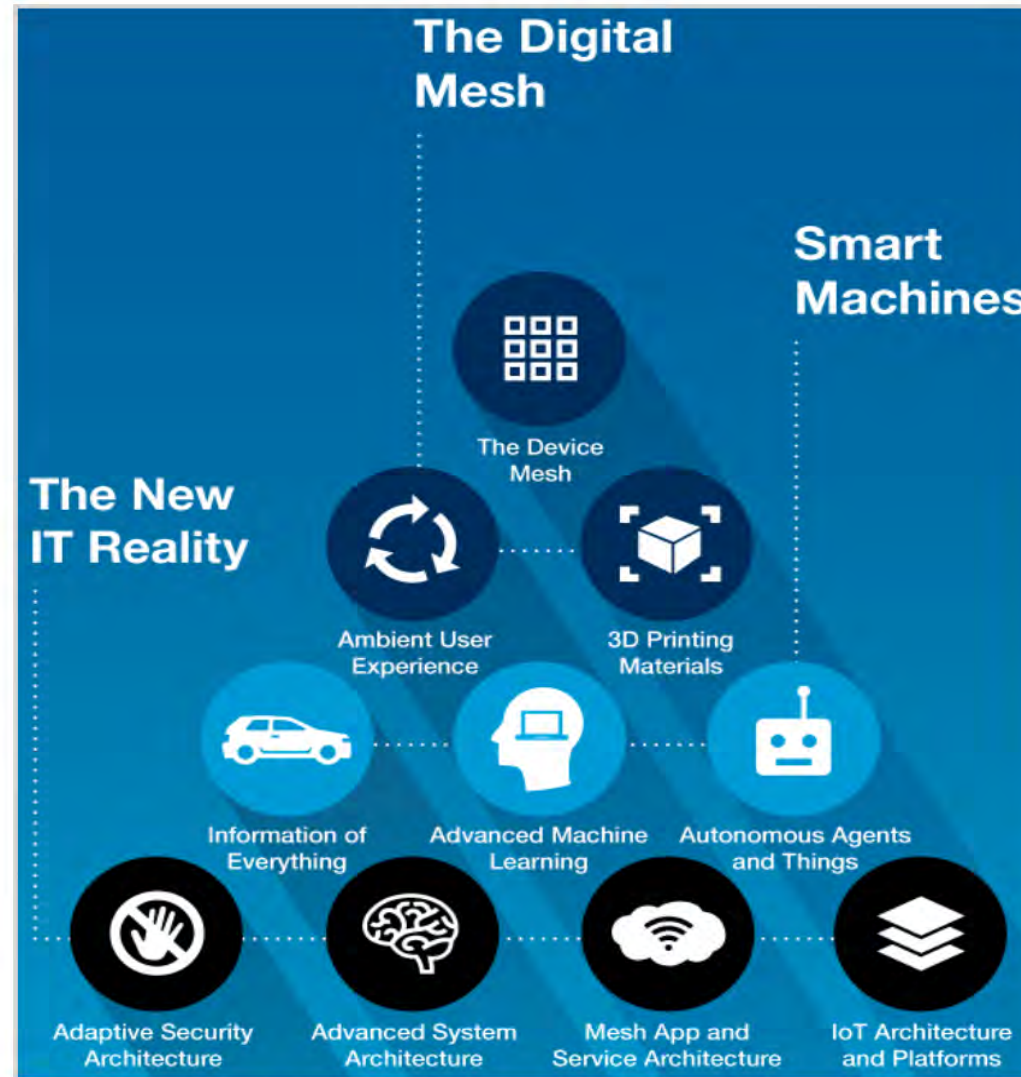 The Digital
Mesh
Smart
Machines
The Device
Mesh
The New
IT Reality
Ambient User
Experience
3D Printing
Materials
Information of
Everything
Advanced Machine
Learning
Autonomous Agents
and Things
Adaptive Security
Architecture
Advanced System
Architecture
Mesh App and
Service Architecture
IoT Architecture
and Platforms